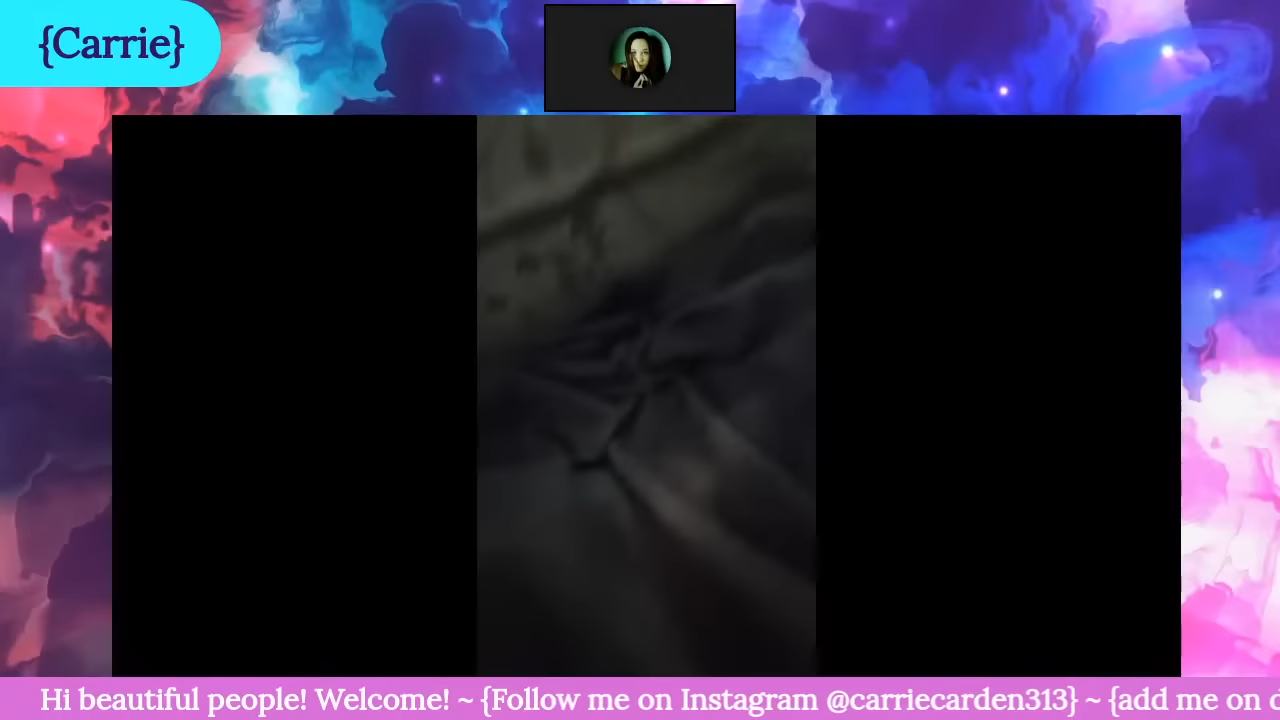 {Carrie}
Hi beautiful people! Welcome! ~ {Follow me on Instagram @carriecarden313} ~ {add me on d